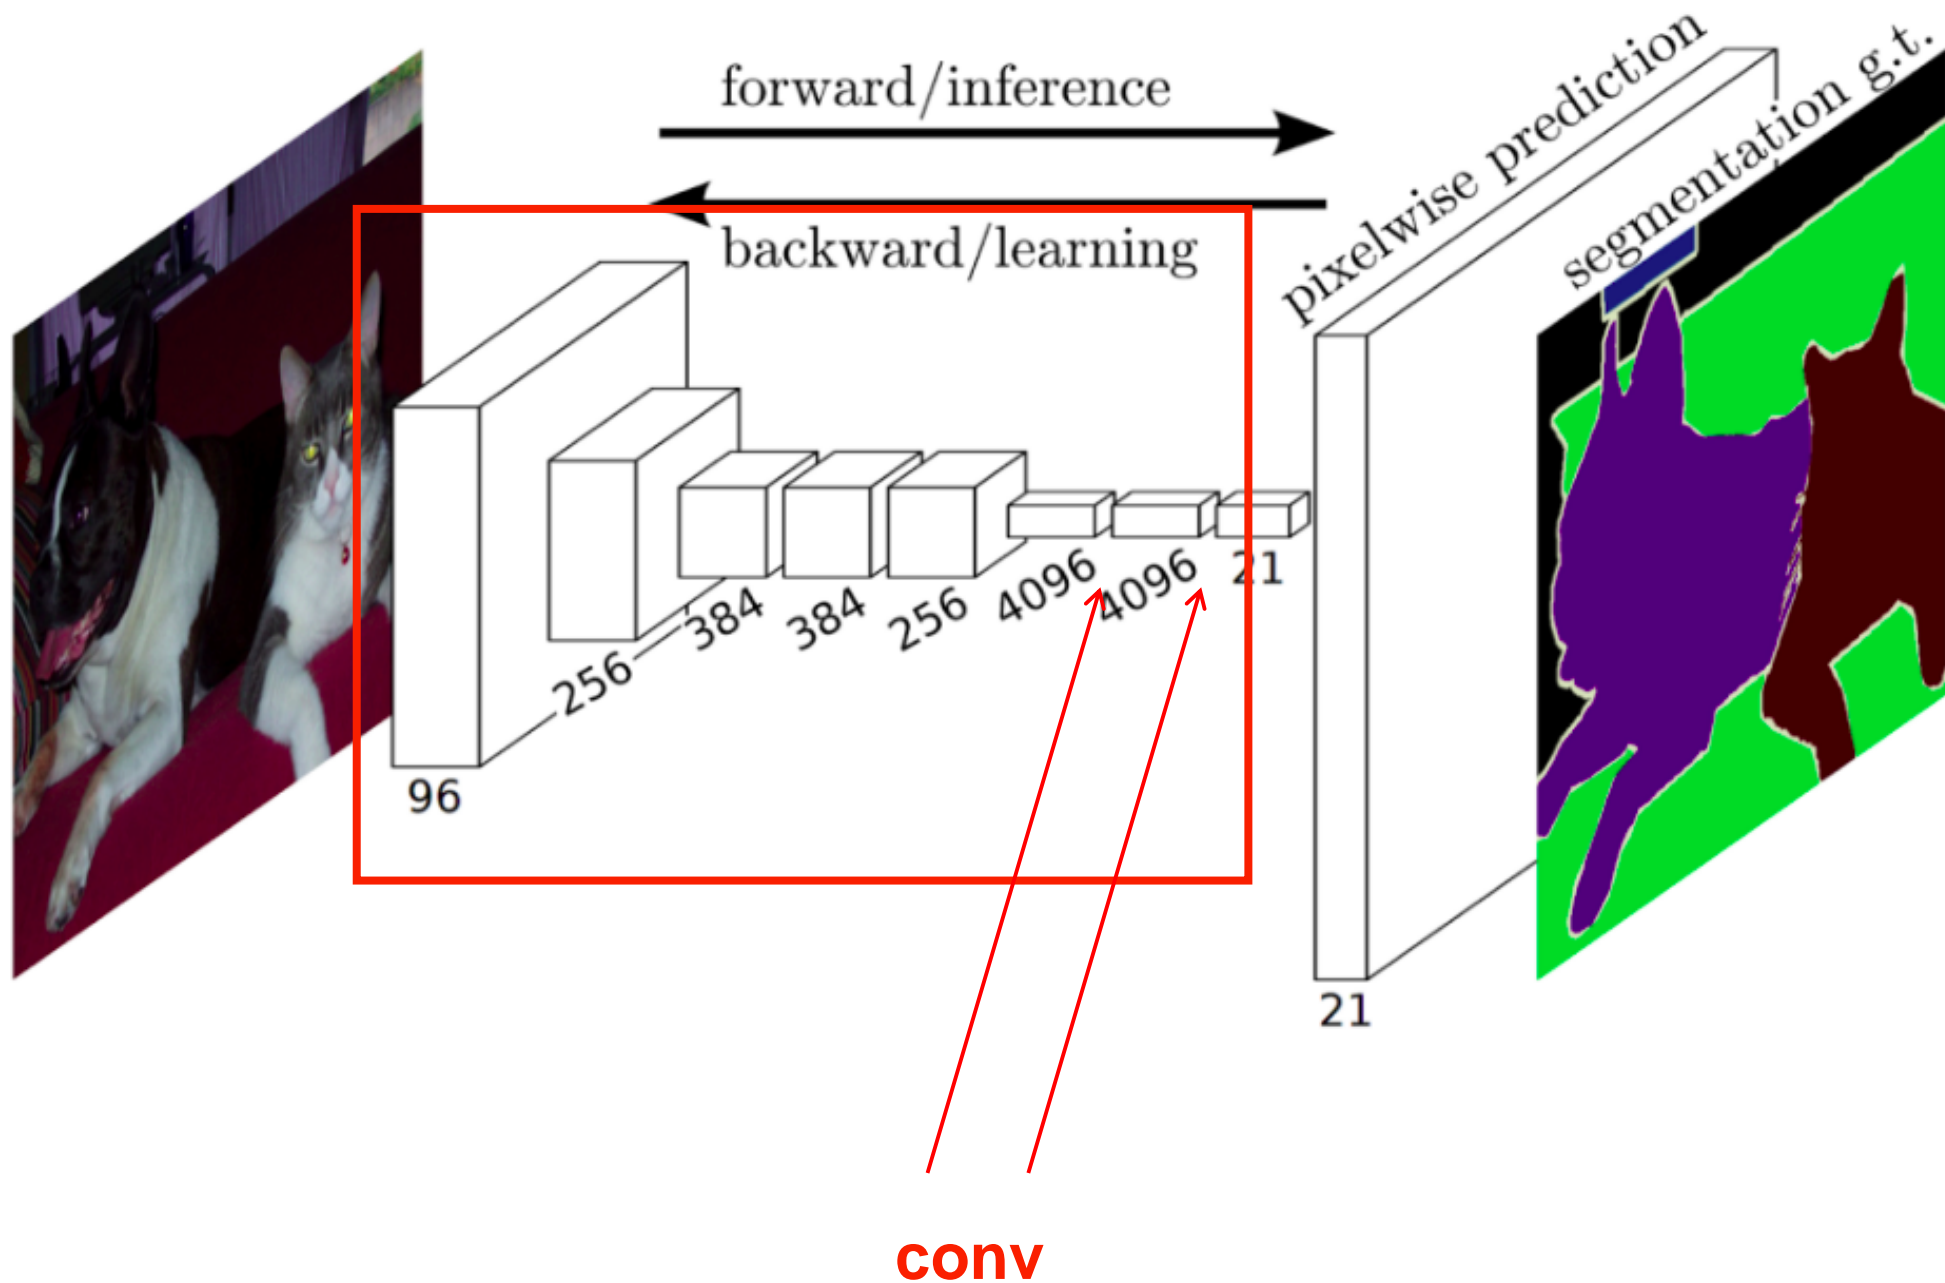 forward/inference
backward/learning
pixelwise prediction
segmentation g.t.
96
256
384
384
256
4096
4096
21
21
conv